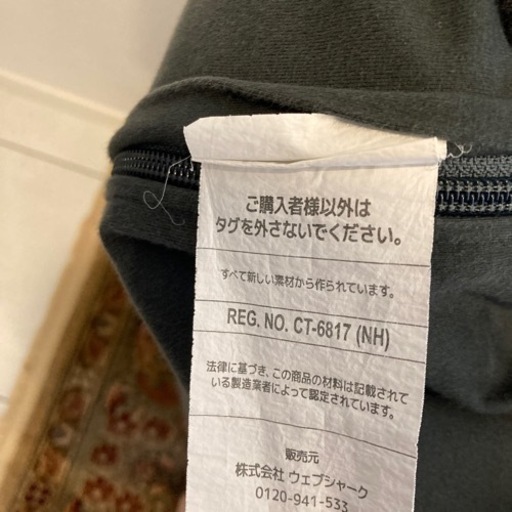 ご購入者様以外は
タグを外さないでください。
すべて新しい素材から作られています。
REG. NO. CT-6817 (NH)
法律に基づき、この商品の材料は記載されて
いる製造業者によって認定されています。
販売元
株式会社 ウェブシャーク
0120-941-533